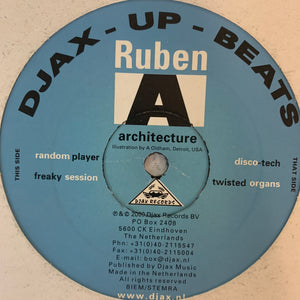 DJAX - UP - BEATS
Ruben
A
architecture
Illustration by A Oldham, Detroit, USA
THIS SIDE
random player
freaky session
disco-tech
twisted organs
THAT SIDE
DJAX RECORDS
℗ & © 2000 Djax Records BV
PO Box 2408
5600 CK Eindhoven
The Netherlands
Phn: +31(0)40-2115547
Fax: +31(0)40-2115004
E-mail: buv@djax.nl
Published by Djax Music
Made in The Netherlands
All rights reserved
BIEM/STEMRA
www.djax.nl